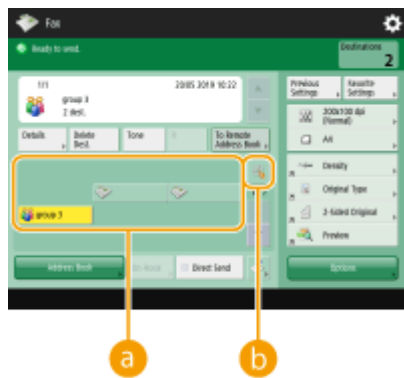 Fax
Ready to send.
Destinations
2
1/1
20/05 2019 10:22
group 3
2 dest.
Previous Settings
Favorite Settings
200x100 dpi (Normal)
A4
Details
Delete Dest.
Tone
To Remote Address Book
Density
Original Type
2-Sided Original
Preview
group 3
Address Book
On-Hook
Direct Send
Options
a
b